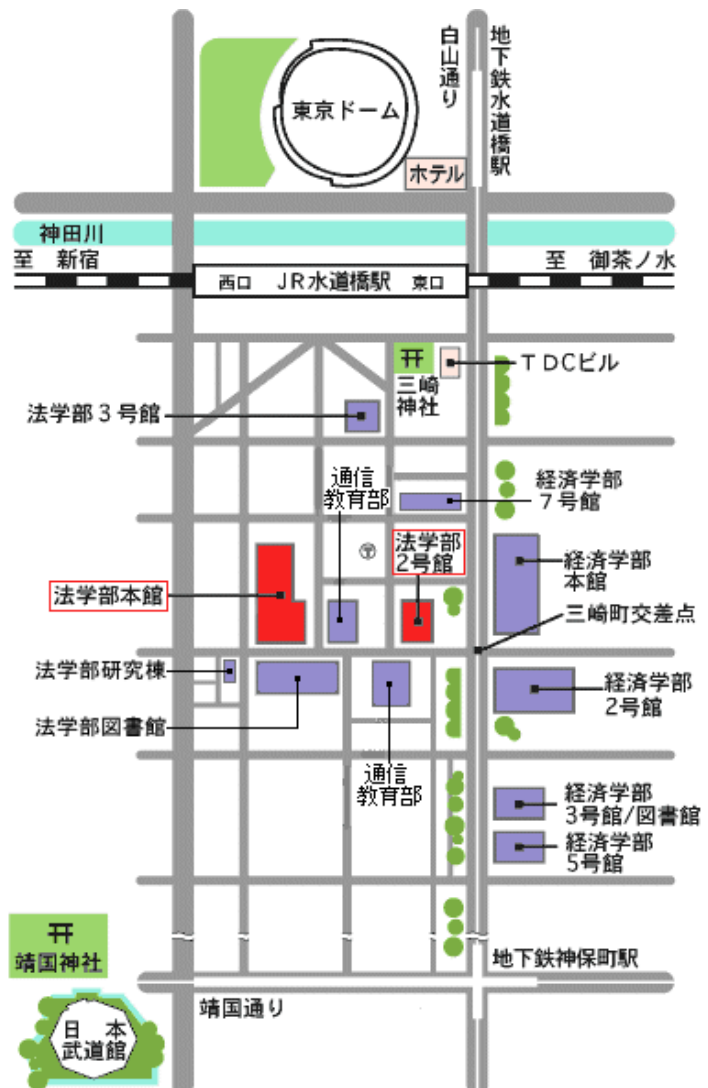 白山通り
地下鉄水道橋駅
東京ドーム
ホテル
神田川
至 新宿
至 御茶ノ水
西口 JR水道橋駅 東口
三崎
神社
TDCビル
法学部3号館
通信
教育部
経済学部
7号館
法学部
2号館
経済学部
本館
法学部本館
三崎町交差点
法学部研究棟
経済学部
2号館
法学部図書館
通信
教育部
経済学部
3号館/図書館
経済学部
5号館
靖国神社
地下鉄神保町駅
靖国通り
日本
武道館